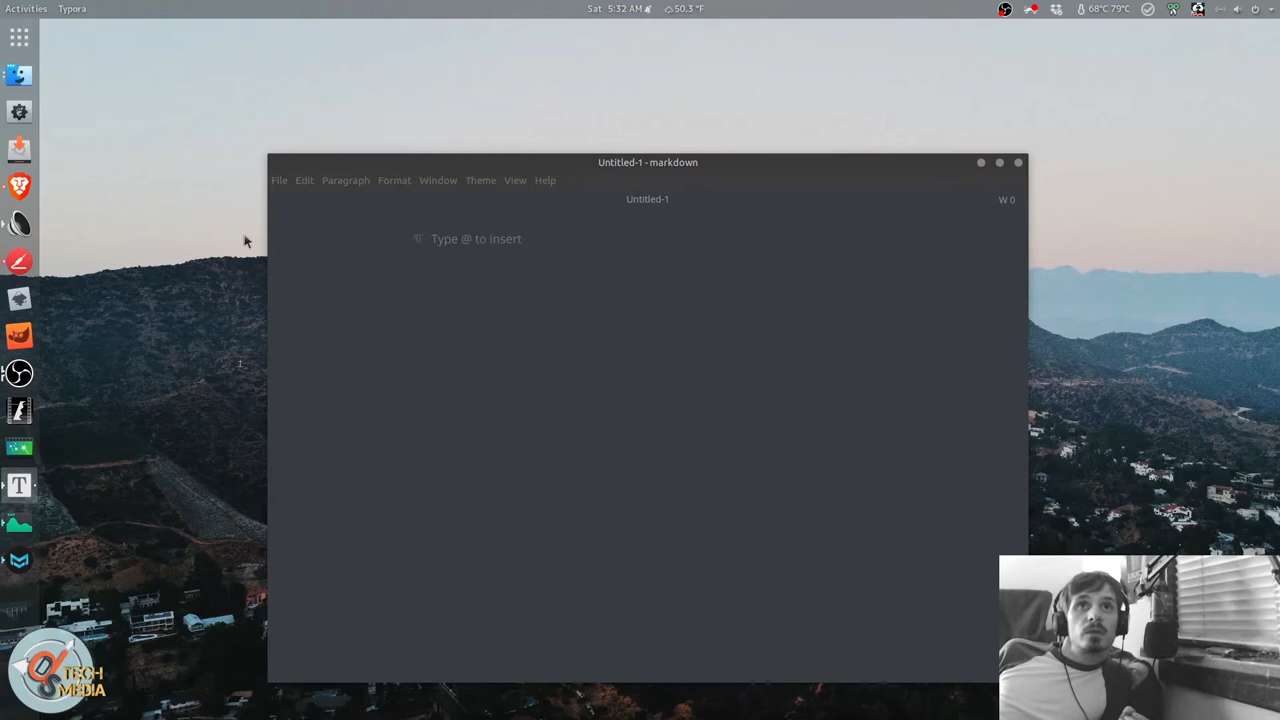 Activities Typora Sat 5:32 AM 50.3 °F 68°C 79°C
Untitled-1 - markdown
File Edit Paragraph Format Window Theme View Help
Untitled-1 W 0
Type @ to insert
T
DS TECH
MEDIA